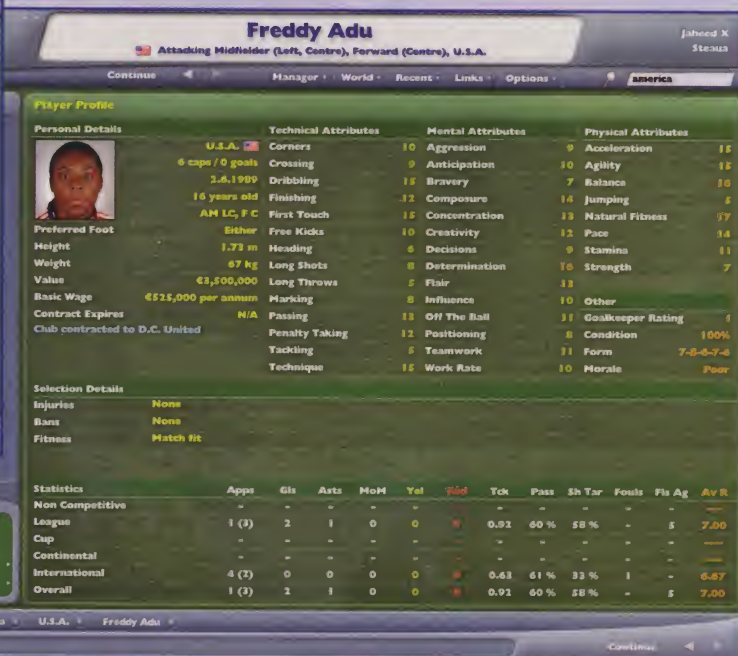 Freddy Adu
Attacking Midfielder (Left, Centre), Forward (Centre), U.S.A.
Jaheed X
Steaua
Continue Manager World Recent Links Options america
Player Profile
Personal Details Technical Attributes Mental Attributes Physical Attributes
U.S.A. Corners 10 Aggression 9 Acceleration 15
6 caps / 0 goals Crossing 9 Anticipation 10 Agility 15
2.6.1989 Dribbling 15 Bravery 7 Balance 16
16 years old Finishing 12 Composure 14 Jumping 5
AM LC, F C First Touch 15 Concentration 13 Natural Fitness 17
Preferred Foot Either Free Kicks 10 Creativity 12 Pace 14
Height 1.73 m Heading 6 Decisions 9 Stamina 11
Weight 67 kg Long Shots 8 Determination 16 Strength 7
Value €3,500,000 Long Throws 5 Flair
Basic Wage €525,000 per annum Marking 8 Influence 10 Other
Contract Expires N/A Passing 13 Off The Ball 11 Goalkeeper Rating
Club contracted to D.C. United Penalty Taking 12 Positioning 8 Condition 100%
Tackling 5 Teamwork 11 Form 7-8-6-7-6
Technique 15 Work Rate 10 Morale Poor
Selection Details
Injuries None
Bans None
Fitness Match fit
Statistics Apps Gls Asts MoM Yel Red Tck Pass Sh Tar Fouls Fls Ag Av R
Non Competitive - - - - - - - - - - -
League 1 (3) 2 1 0 0 0.92 60 % 58 % - 5 7.00
Cup - - - - - - - - - - -
Continental - - - - - - - - - - -
International 4 (2) 0 0 0 0 0.63 61 % 33 % 1 - 6.67
Overall 1 (3) 2 1 0 0 0.92 60 % 58 % - 5 7.00
U.S.A. Freddy Adu
Continue